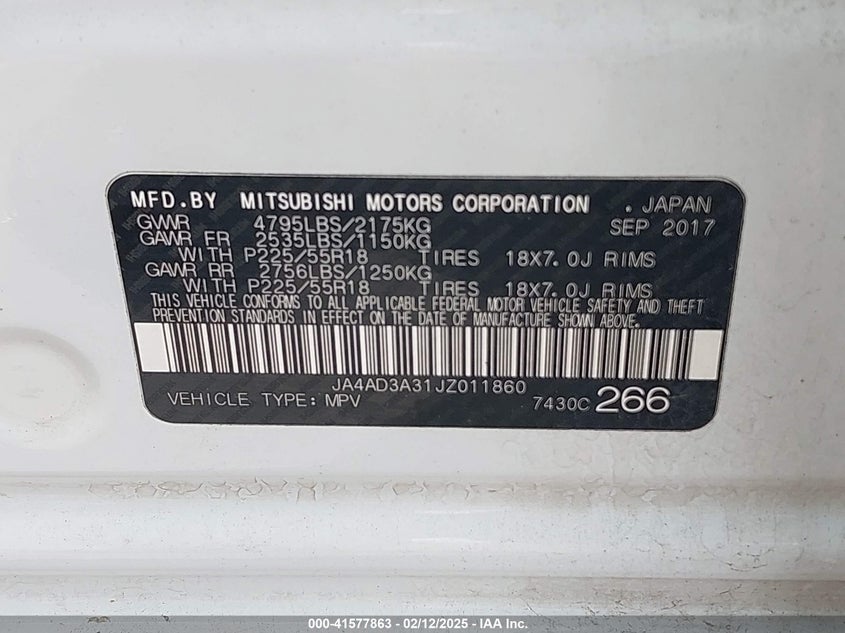 MFD.BY MITSUBISHI MOTORS CORPORATION . JAPAN
GVWR 4795LBS/2175KG SEP 2017
GAWR FR 2535LBS/1150KG
WITH P225/55R18 TIRES 18X7.0J RIMS
GAWR RR 2756LBS/1250KG
WITH P225/55R18 TIRES 18X7.0J RIMS
THIS VEHICLE CONFORMS TO ALL APPLICABLE FEDERAL MOTOR VEHICLE SAFETY AND THEFT
PREVENTION STANDARDS IN EFFECT ON THE DATE OF MANUFACTURE SHOWN ABOVE.
JA4AD3A31JZ011860
VEHICLE TYPE: MPV 7430C 266
000-41577863 - 02/12/2025 - IAA Inc.